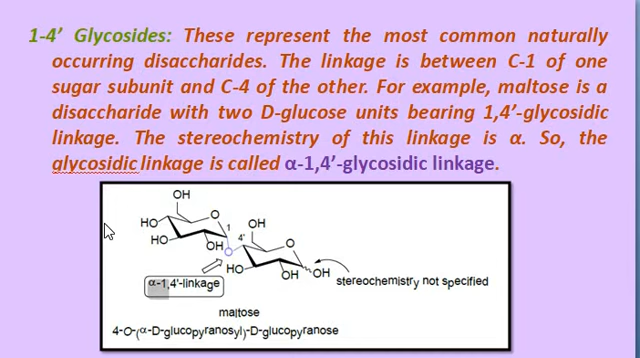 1-4' Glycosides: These represent the most common naturally
occurring disaccharides. The linkage is between C-1 of one
sugar subunit and C-4 of the other. For example, maltose is a
disaccharide with two D-glucose units bearing 1,4'-glycosidic
linkage. The stereochemistry of this linkage is α. So, the
glycosidic linkage is called α-1,4'-glycosidic linkage.
OH
HO
O
1
HO
OH
4'
OH
O
O
HO
OH
OH
α-1,4'-linkage
stereochemistry not specified
maltose
4-O-(α-D-glucopyranosyl)-D-glucopyranose